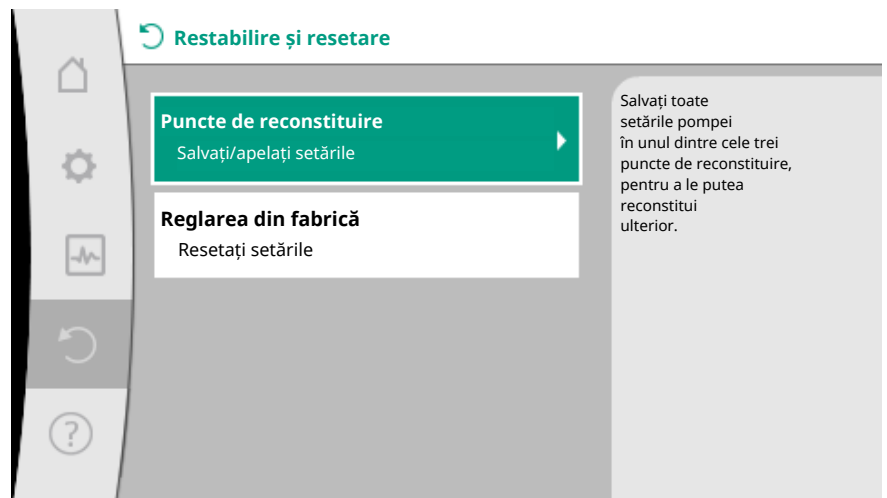 Restabilire și resetare
Puncte de reconstituire
Salvați/apelați setările
Reglarea din fabrică
Resetați setările
Salvați toate
setările pompei
în unul dintre cele trei
puncte de reconstituire,
pentru a le putea
reconstitui
ulterior.